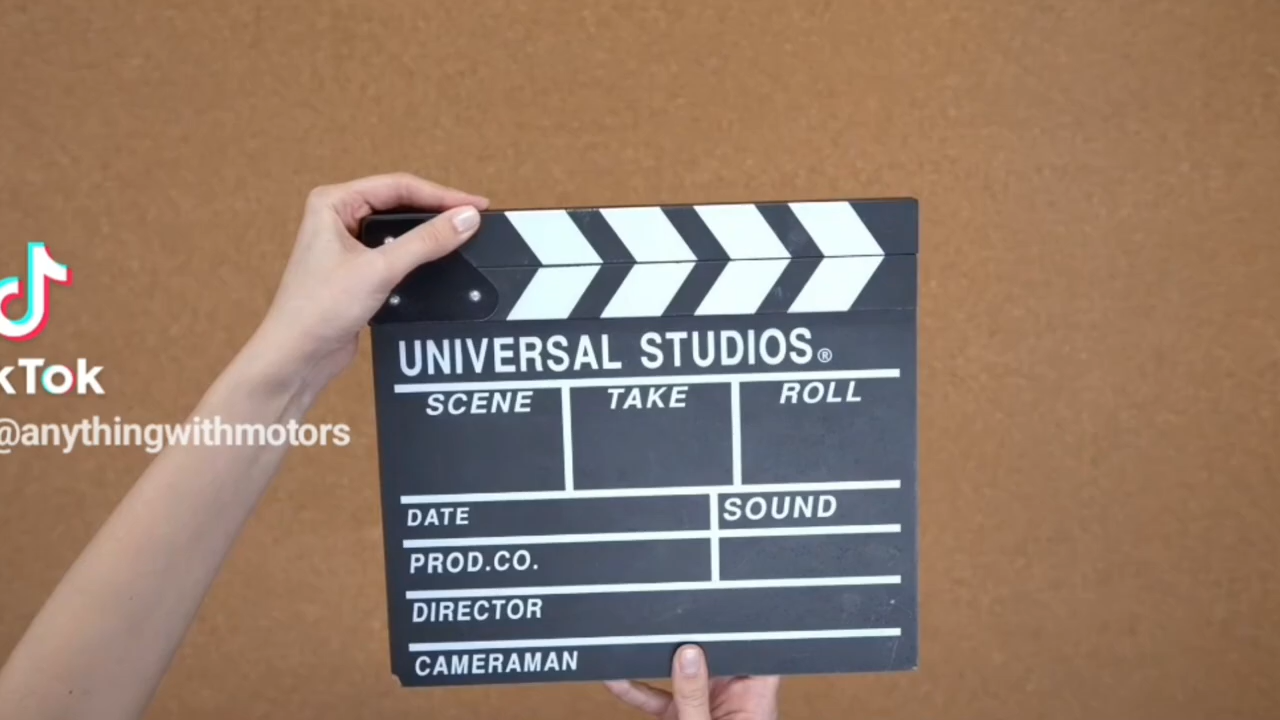 kTok
@anythingwithmotors
UNIVERSAL STUDIOS®
SCENE TAKE ROLL
DATE SOUND
PROD.CO.
DIRECTOR
CAMERAMAN